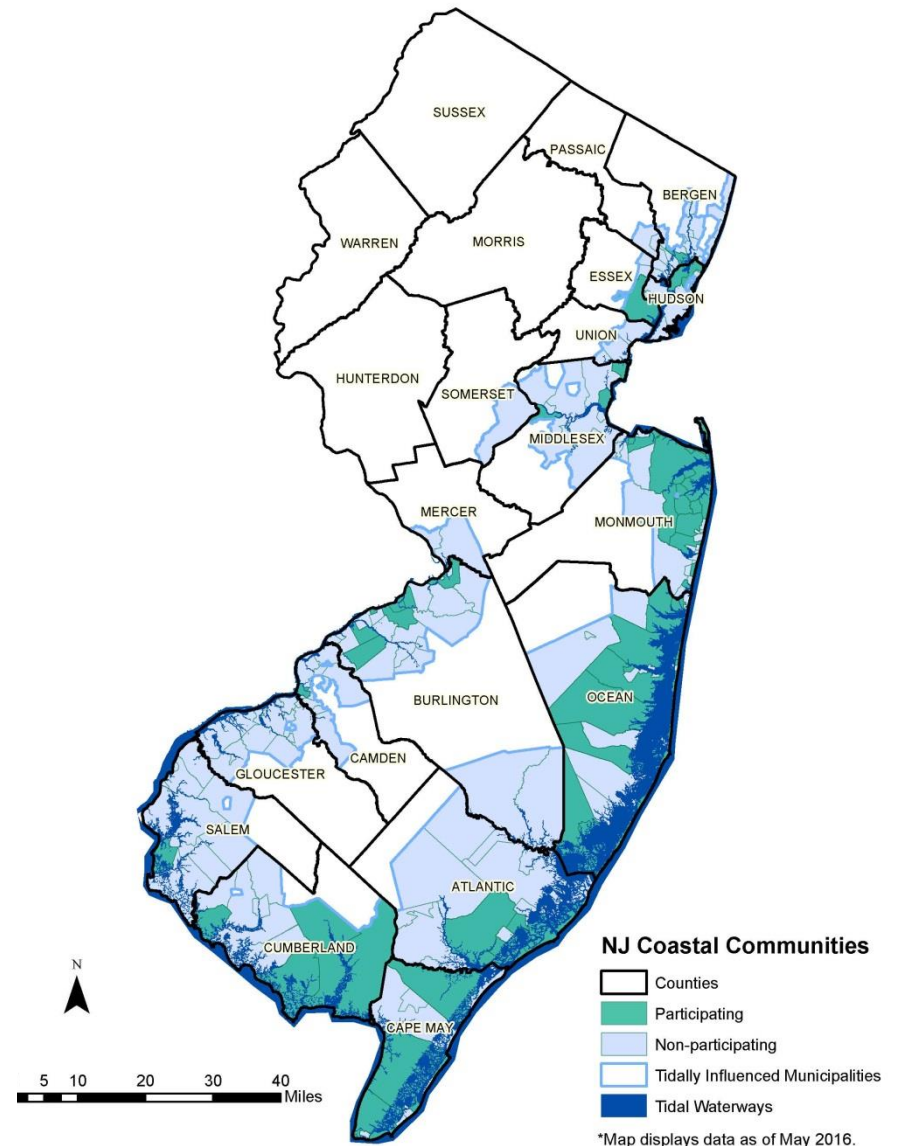 SUSSEX
PASSAIC
BERGEN
WARREN
MORRIS
ESSEX
HUDSON
UNION
HUNTERDON
SOMERSET
MIDDLESEX
MERCER
MONMOUTH
OCEAN
BURLINGTON
CAMDEN
GLOUCESTER
SALEM
ATLANTIC
CUMBERLAND
CAPE MAY
NJ Coastal Communities
Counties
Participating
Non-participating
Tidally Influenced Municipalities
Tidal Waterways
*Map displays data as of May 2016.
N
5 10 20 30 40
Miles